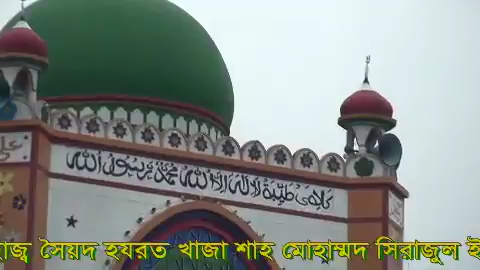 كلمة طيبة لا اله الا الله محمد رسول الله
সৈয়দ হযরত খাজা শাহ মোহাম্মদ সিরাজুল